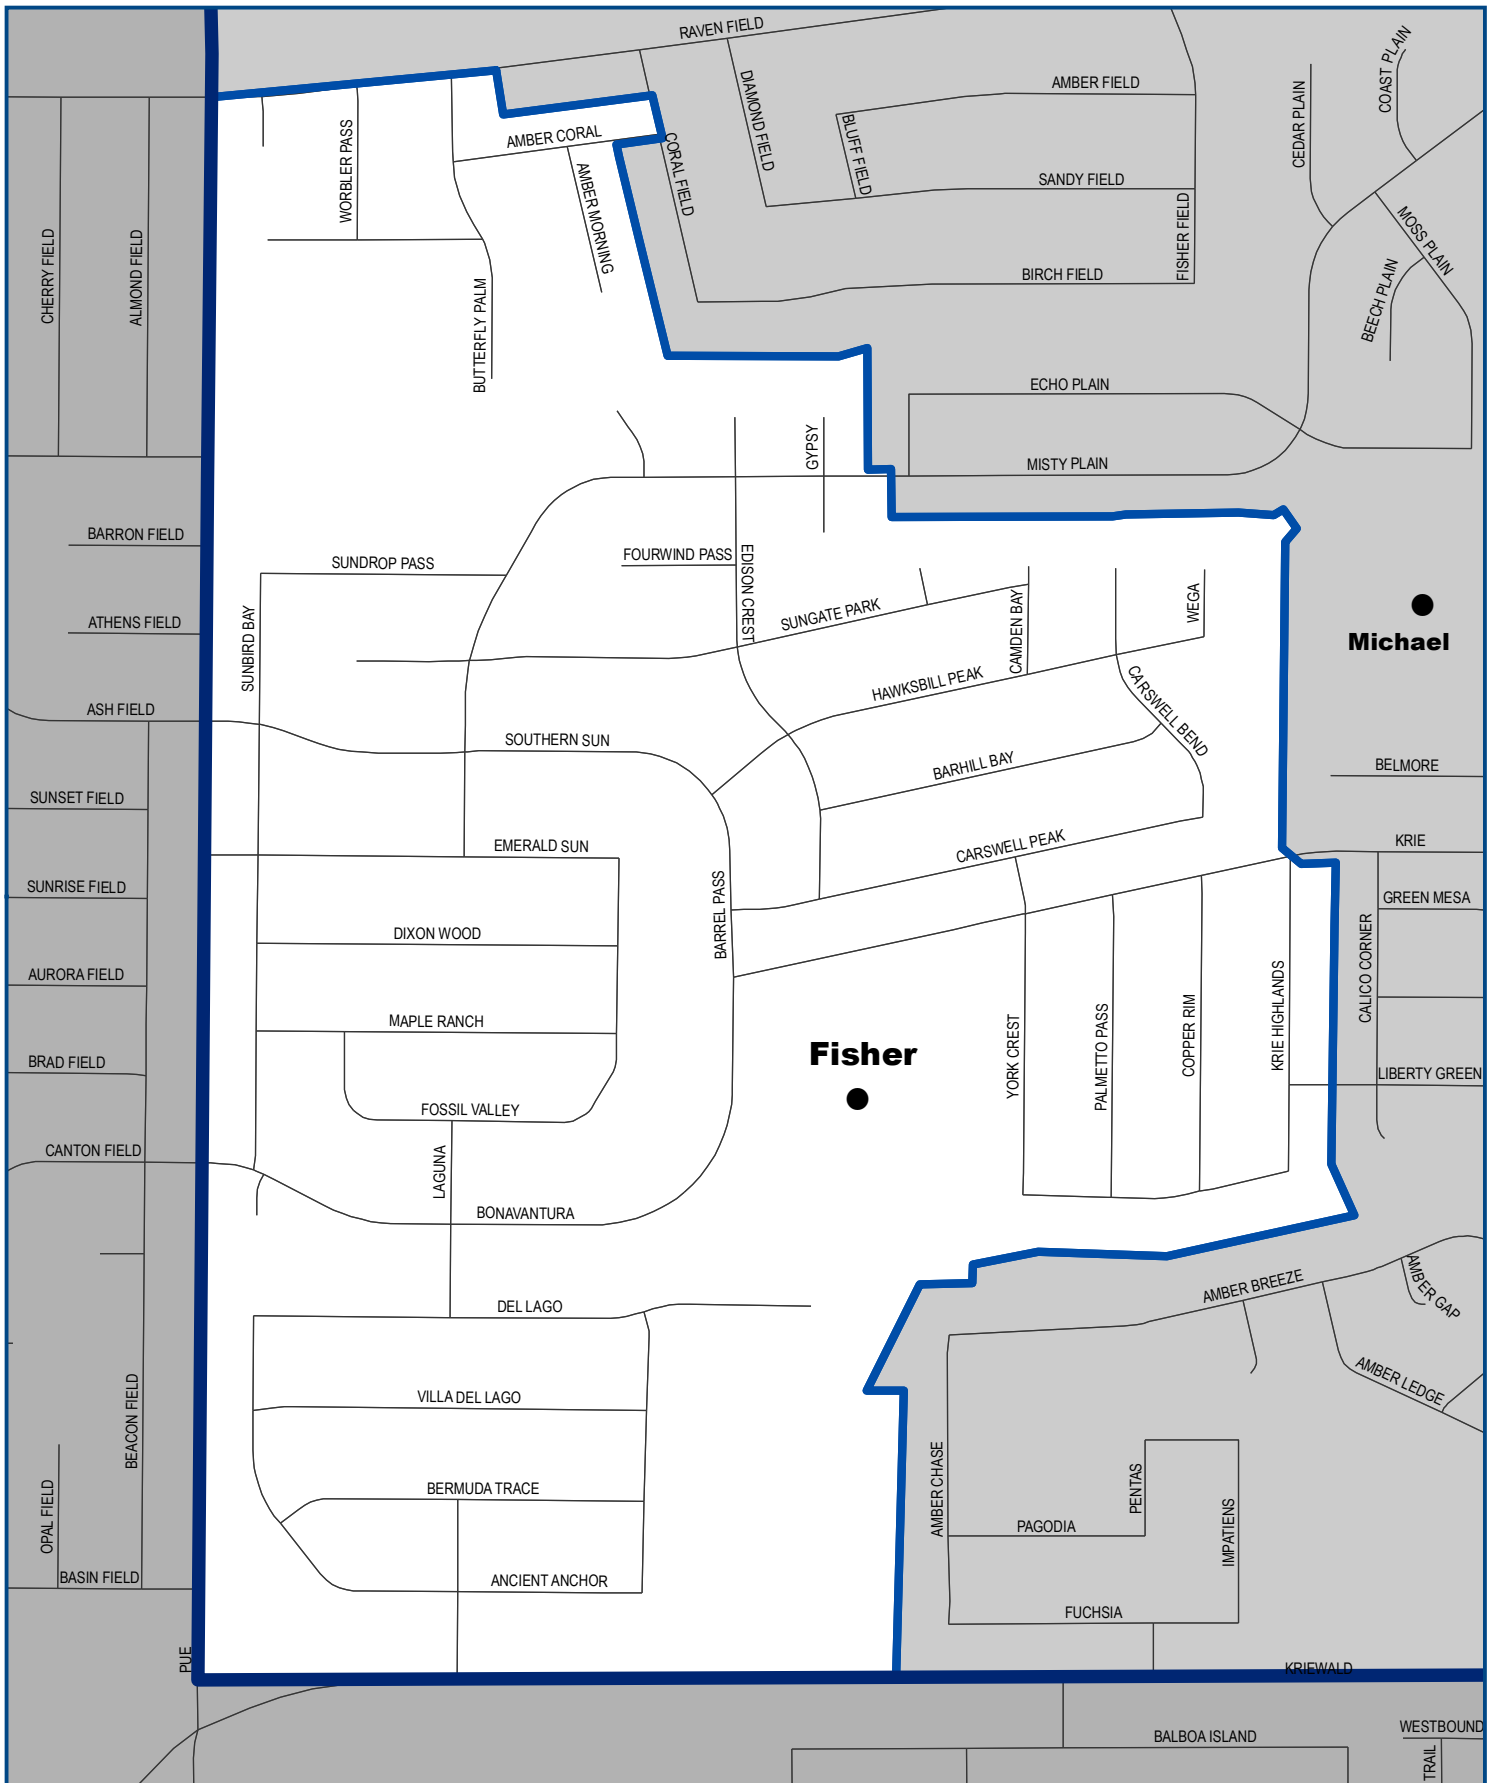 RAVEN FIELD
COAST PLAIN
AMBER FIELD
DIAMOND FIELD
CEDAR PLAIN
BLUFF FIELD
AMBER CORAL
WORBLER PASS
CORAL FIELD
SANDY FIELD
AMBER MORNING
FISHER FIELD
MOSS PLAIN
CHERRY FIELD
ALMOND FIELD
BIRCH FIELD
BEECH PLAIN
BUTTERFLY PALM
ECHO PLAIN
GYPSY
MISTY PLAIN
BARRON FIELD
SUNDROP PASS
FOURWIND PASS
EDISON CREST
SUNGATE PARK
CAMDEN BAY
WEGA
ATHENS FIELD
SUNBIRD BAY
Michael
HAWKSBILL PEAK
CARSWELL BEND
ASH FIELD
SOUTHERN SUN
BARHILL BAY
BELMORE
SUNSET FIELD
EMERALD SUN
CARSWELL PEAK
KRIE
SUNRISE FIELD
BARREL PASS
GREEN MESA
DIXON WOOD
CALICO CORNER
AURORA FIELD
MAPLE RANCH
YORK CREST
PALMETTO PASS
COPPER RIM
KRIE HIGHLANDS
Fisher
BRAD FIELD
LIBERTY GREEN
FOSSIL VALLEY
CANTON FIELD
LAGUNA
BONAVANTURA
AMBER BREEZE
AMBER GAP
DEL LAGO
AMBER LEDGE
VILLA DEL LAGO
BEACON FIELD
AMBER CHASE
PENTAS
BERMUDA TRACE
OPAL FIELD
PAGODIA
IMPATIENS
BASIN FIELD
ANCIENT ANCHOR
FUCHSIA
PUE
KRIEWALD
BALBOA ISLAND
WESTBOUND
TRAIL